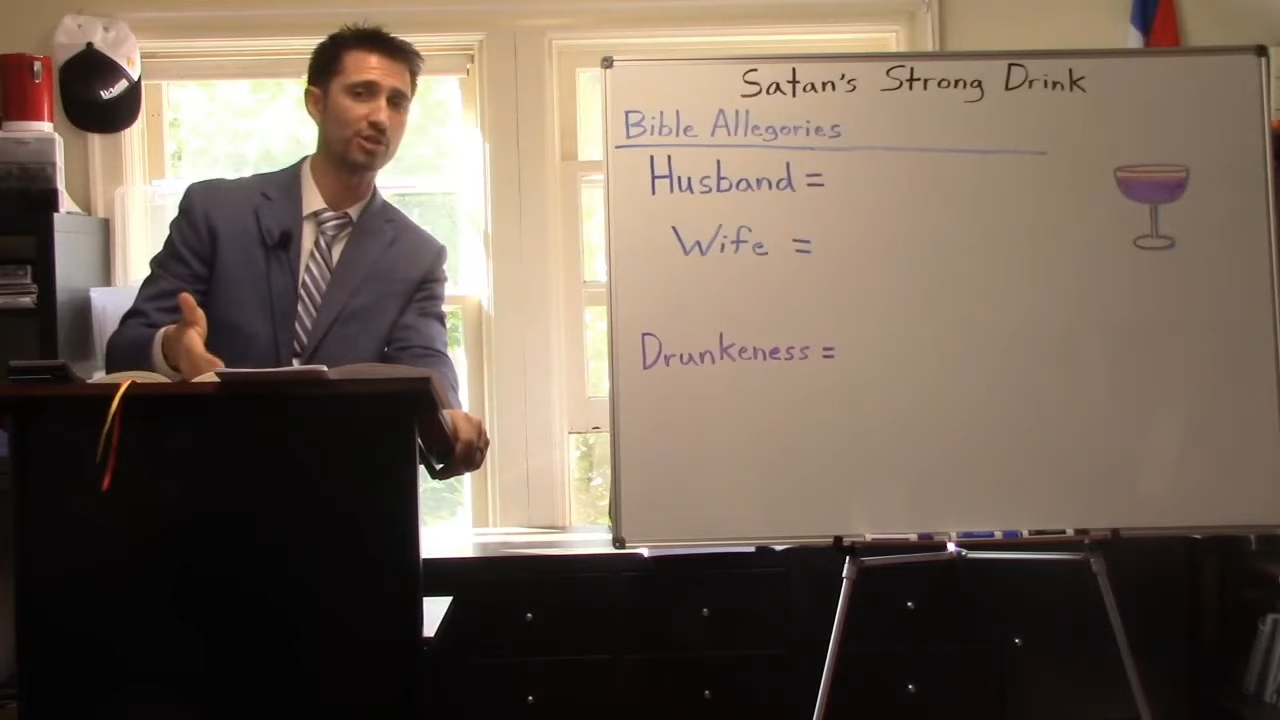 Satan's Strong Drink
Bible Allegories
Husband =
Wife =
Drunkeness =